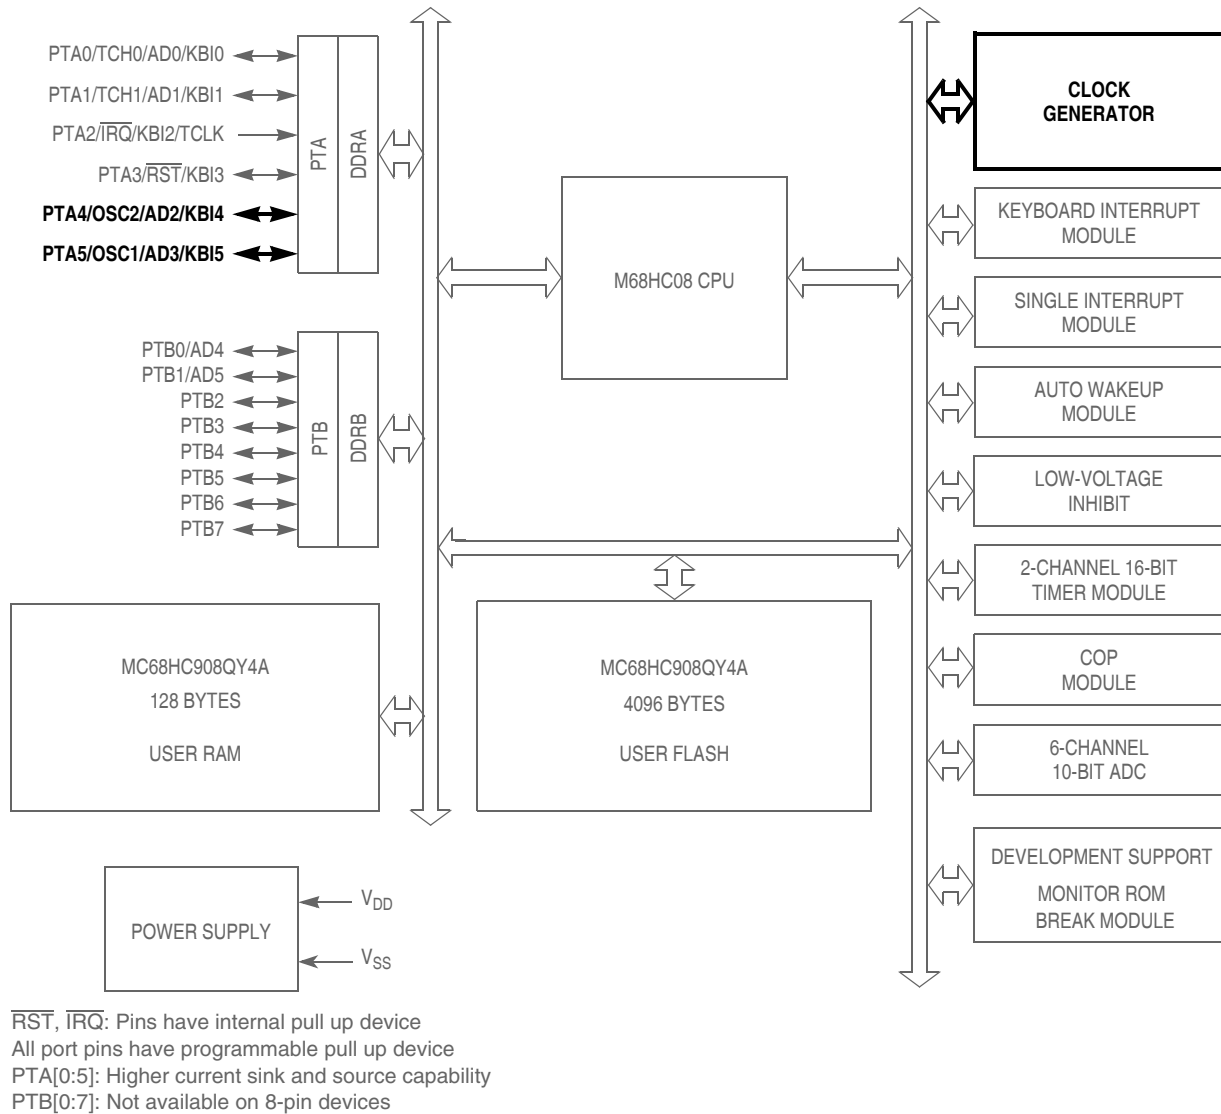 PTA0/TCH0/AD0/KBI0
PTA1/TCH1/AD1/KBI1
PTA2/I̅R̅Q̅/KBI2/TCLK
PTA3/R̅S̅T̅/KBI3
PTA4/OSC2/AD2/KBI4
PTA5/OSC1/AD3/KBI5
PTA
DDRA
PTB0/AD4
PTB1/AD5
PTB2
PTB3
PTB4
PTB5
PTB6
PTB7
PTB
DDRB
M68HC08 CPU
CLOCK
GENERATOR
KEYBOARD INTERRUPT
MODULE
SINGLE INTERRUPT
MODULE
AUTO WAKEUP
MODULE
LOW-VOLTAGE
INHIBIT
2-CHANNEL 16-BIT
TIMER MODULE
COP
MODULE
6-CHANNEL
10-BIT ADC
DEVELOPMENT SUPPORT
MONITOR ROM
BREAK MODULE
MC68HC908QY4A
128 BYTES
USER RAM
MC68HC908QY4A
4096 BYTES
USER FLASH
POWER SUPPLY
VDD
VSS
R̅S̅T̅, I̅R̅Q̅: Pins have internal pull up device
All port pins have programmable pull up device
PTA[0:5]: Higher current sink and source capability
PTB[0:7]: Not available on 8-pin devices